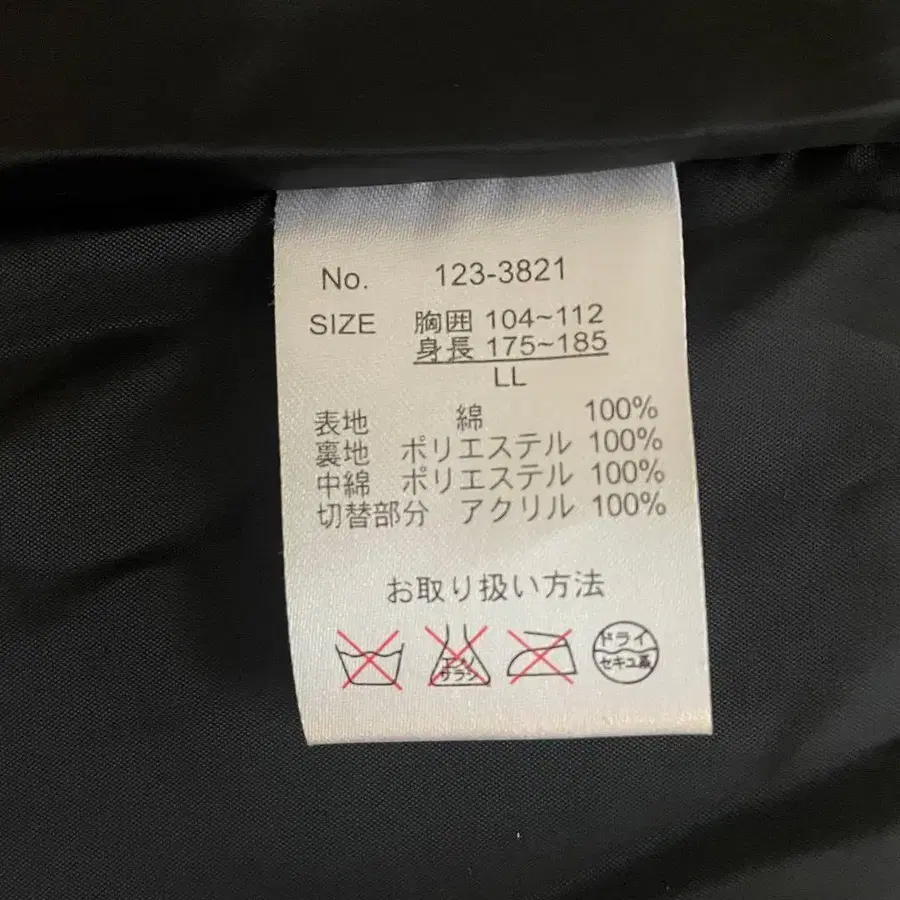 No. 123-3821
SIZE 胸囲 104~112
身長 175~185
LL
表地 綿 100%
裏地 ポリエステル 100%
中綿 ポリエステル 100%
切替部分 アクリル 100%
お取り扱い方法
エンソ
サラシ
ドライ
セキユ系